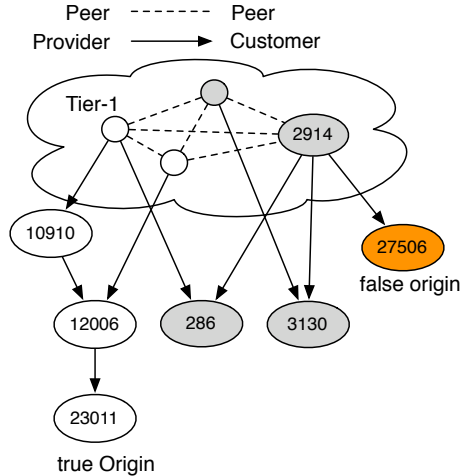 Peer Peer
Provider Customer
Tier-1
2914
10910
27506
false origin
12006
286
3130
23011
true Origin